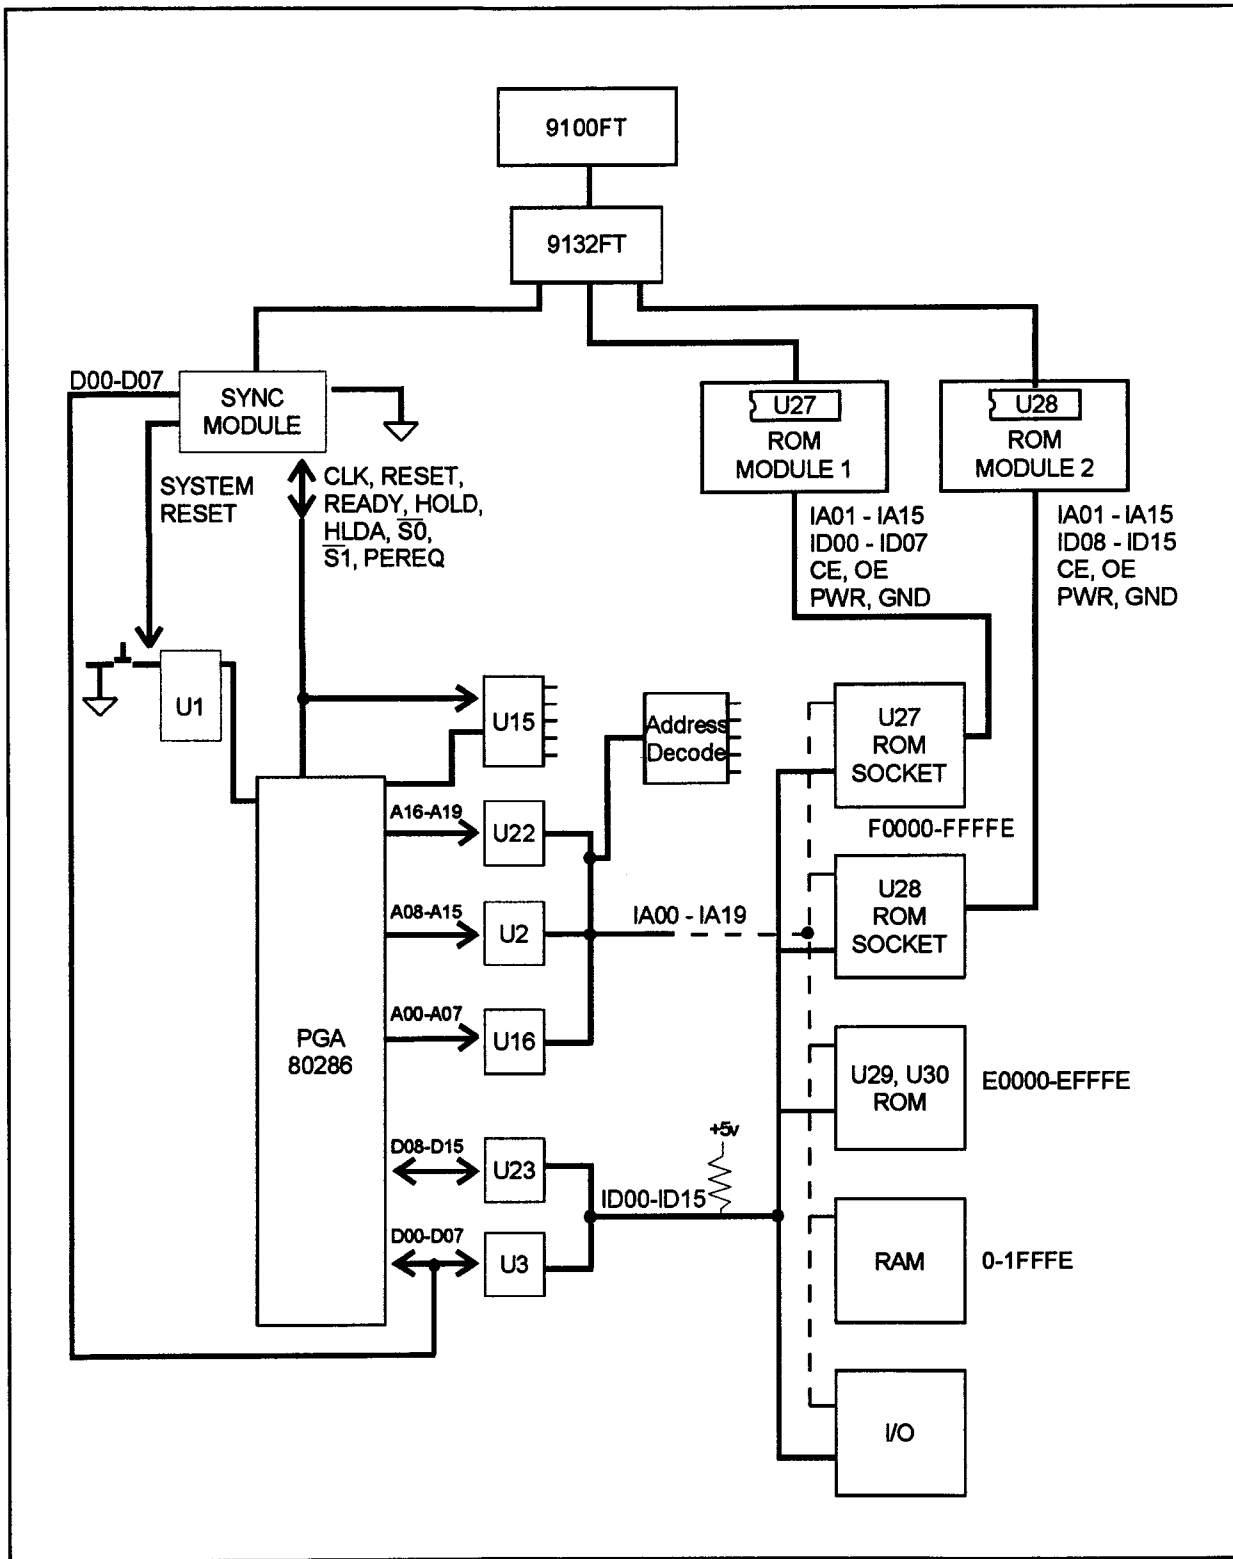 9100FT
9132FT
D00-D07
SYNC
MODULE
U27
ROM
MODULE 1
U28
ROM
MODULE 2
SYSTEM
RESET
CLK, RESET,
READY, HOLD,
HLDA, S̅0̅,
S̅1̅, PEREQ
IA01 - IA15
ID00 - ID07
CE, OE
PWR, GND
IA01 - IA15
ID08 - ID15
CE, OE
PWR, GND
U1
U15
Address
Decode
U27
ROM
SOCKET
F0000-FFFFE
A16-A19
U22
A08-A15
U2
IA00 - IA19
U28
ROM
SOCKET
A00-A07
U16
PGA
80286
U29, U30
ROM
E0000-EFFFE
+5v
D08-D15
U23
ID00-ID15
D00-D07
U3
RAM
0-1FFFE
I/O